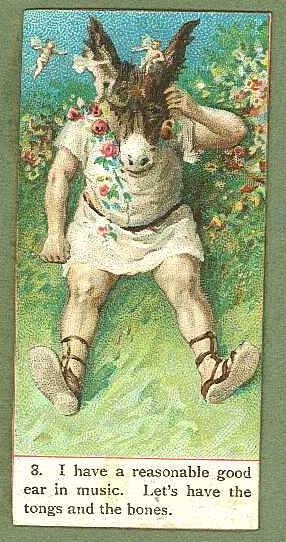 8. I have a reasonable good
ear in music. Let's have the
tongs and the bones.